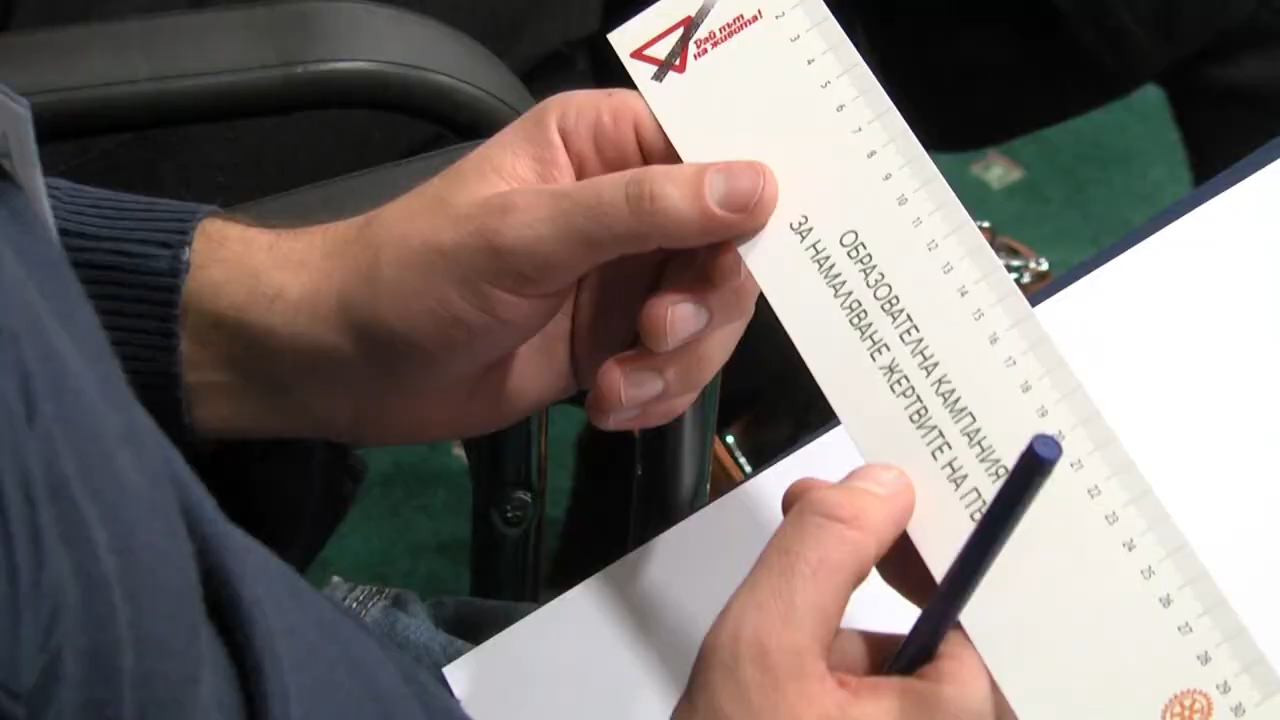 Дай път
на живота!
2 3 4 5 6 7 8 9 10 11 12 13 14 15 16 17 18 19 20 21 22 23 24 25 26 27 28 29 30
ОБРАЗОВАТЕЛНА КАМПАНИЯ
ЗА НАМАЛЯВАНЕ ЖЕРТВИТЕ НА